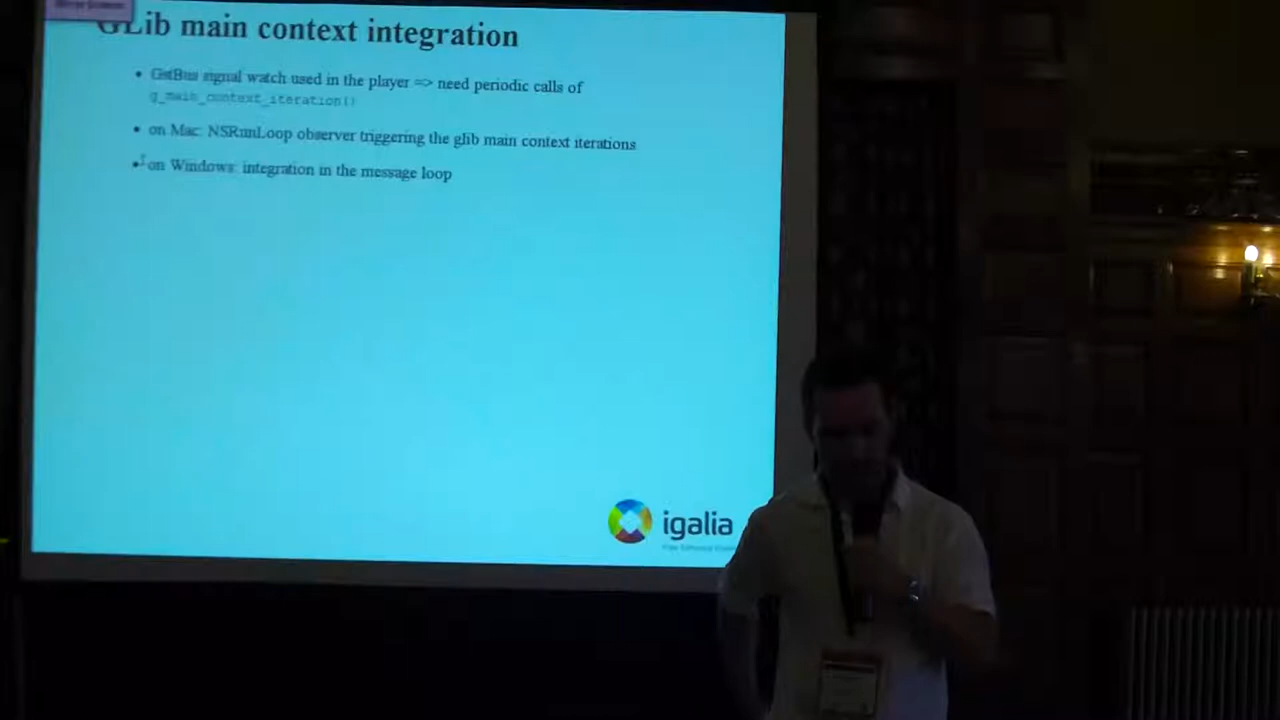 GLib main context integration
• GstBus signal watch used in the player => need periodic calls of
g_main_context_iteration()
• on Mac: NSRunLoop observer triggering the glib main context iterations
• on Windows: integration in the message loop
igalia